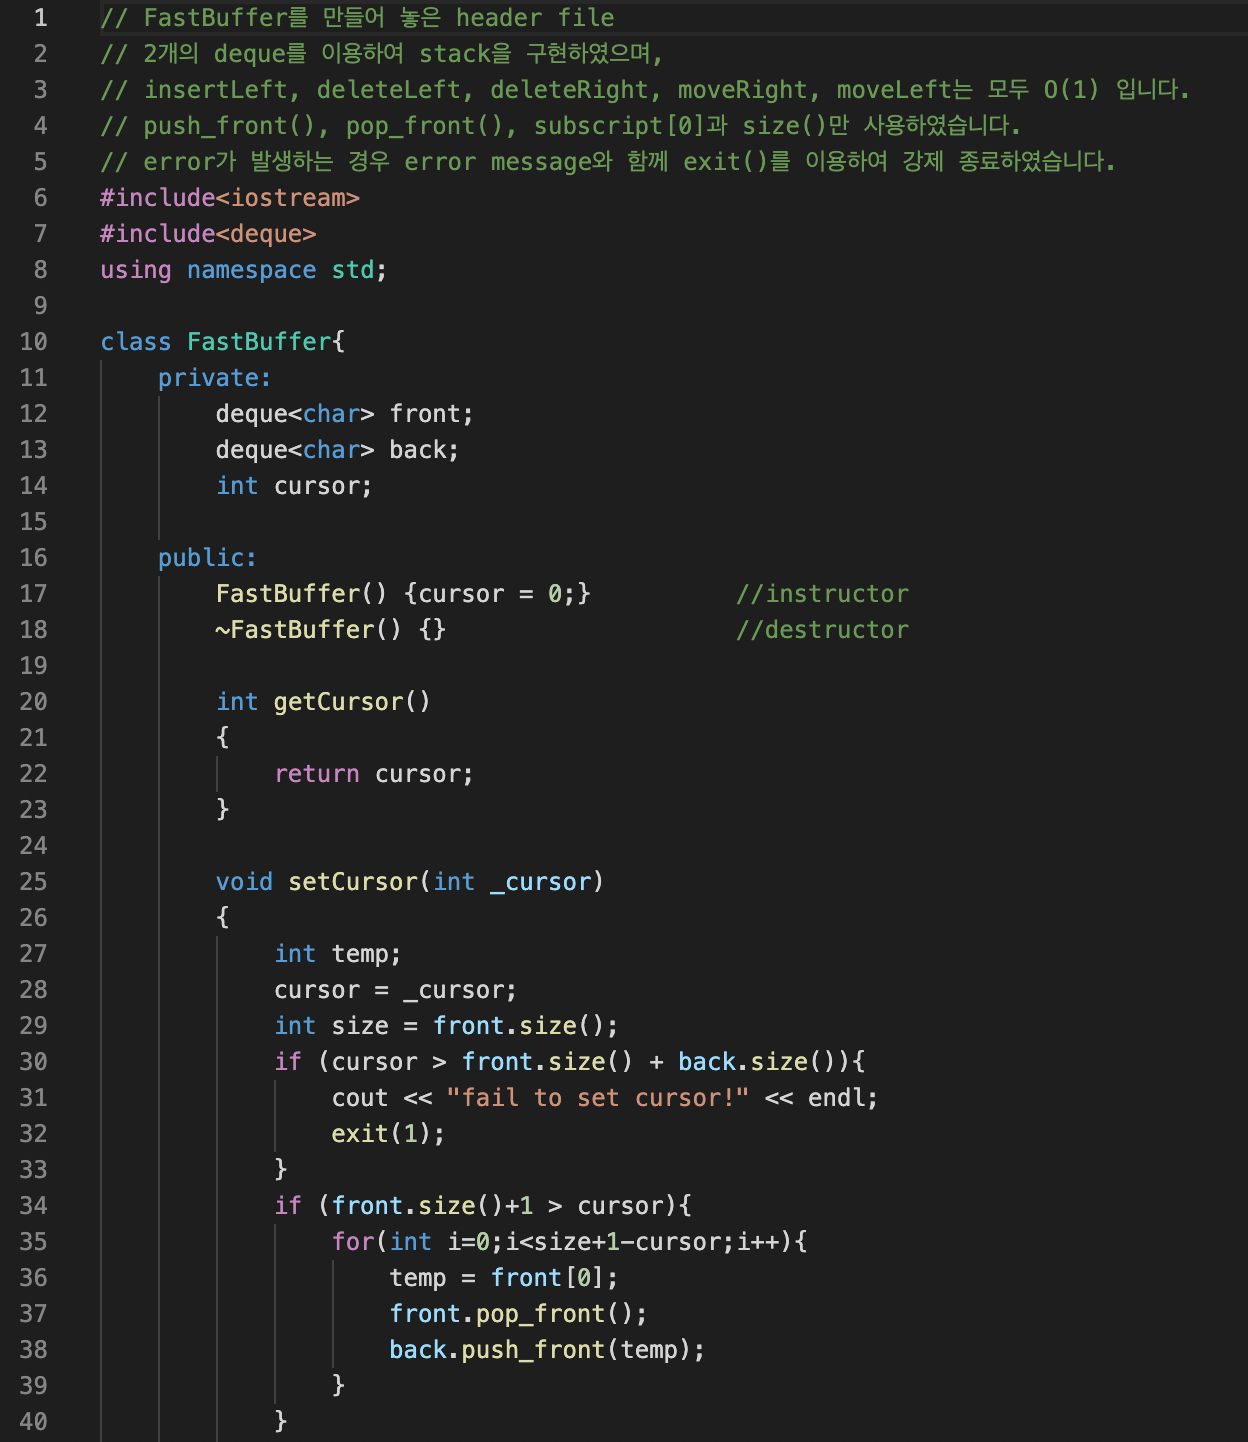 1 // FastBuffer를 만들어 놓은 header file
2 // 2개의 deque를 이용하여 stack을 구현하였으며,
3 // insertLeft, deleteLeft, deleteRight, moveRight, moveLeft는 모두 O(1) 입니다.
4 // push_front(), pop_front(), subscript[0]과 size()만 사용하였습니다.
5 // error가 발생하는 경우 error message와 함께 exit()를 이용하여 강제 종료하였습니다.
6 #include<iostream>
7 #include<deque>
8 using namespace std;
9
10 class FastBuffer{
11     private:
12         deque<char> front;
13         deque<char> back;
14         int cursor;
15
16     public:
17         FastBuffer() {cursor = 0;}          //instructor
18         ~FastBuffer() {}                    //destructor
19
20         int getCursor()
21         {
22             return cursor;
23         }
24
25         void setCursor(int _cursor)
26         {
27             int temp;
28             cursor = _cursor;
29             int size = front.size();
30             if (cursor > front.size() + back.size()){
31                 cout << "fail to set cursor!" << endl;
32                 exit(1);
33             }
34             if (front.size()+1 > cursor){
35                 for(int i=0;i<size+1-cursor;i++){
36                     temp = front[0];
37                     front.pop_front();
38                     back.push_front(temp);
39                 }
40             }